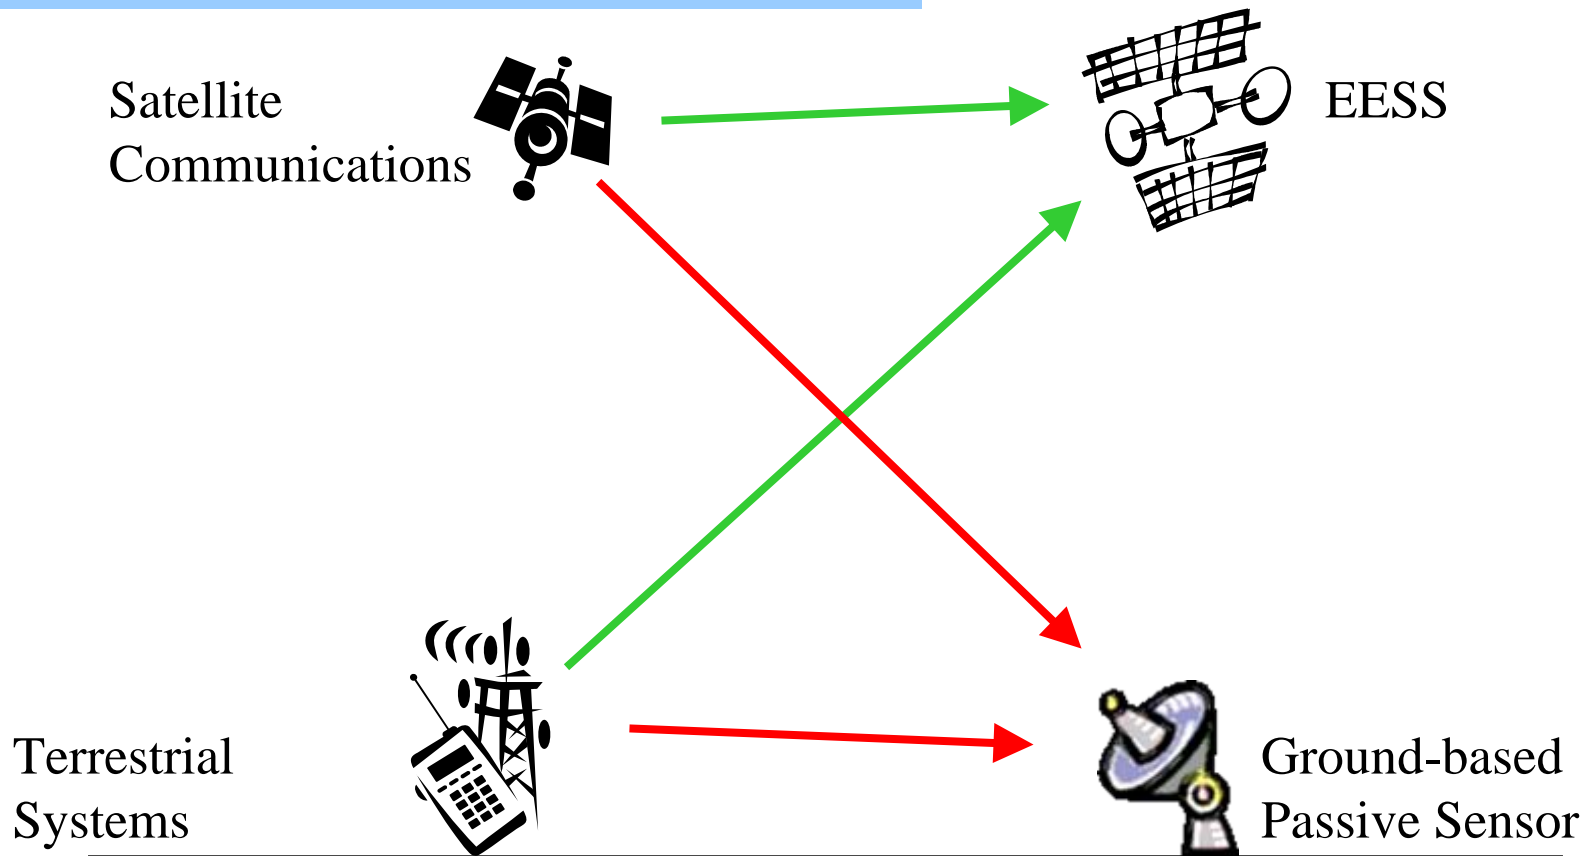 Satellite
Communications
EESS
Terrestrial
Systems
Ground-based
Passive Sensor